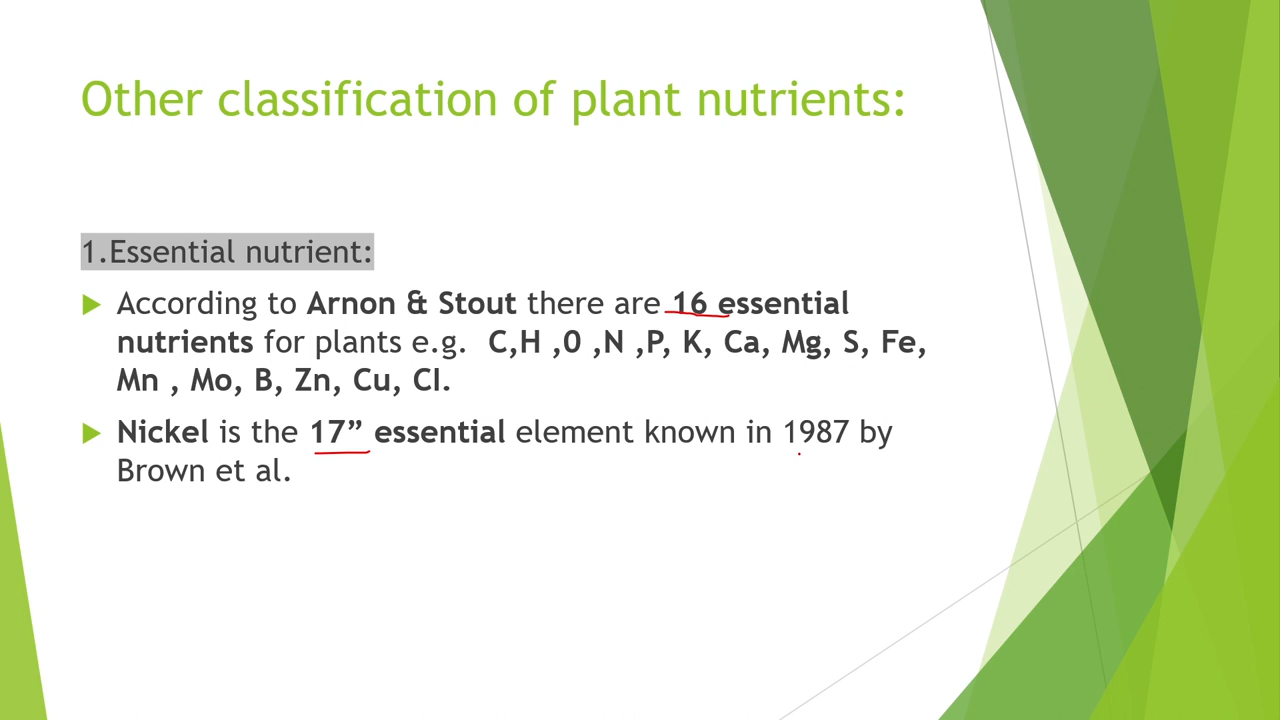 Other classification of plant nutrients:
1.Essential nutrient:
According to Arnon & Stout there are 16 essential
nutrients for plants e.g. C,H ,0 ,N ,P, K, Ca, Mg, S, Fe,
Mn , Mo, B, Zn, Cu, CI.
Nickel is the 17” essential element known in 1987 by
Brown et al.